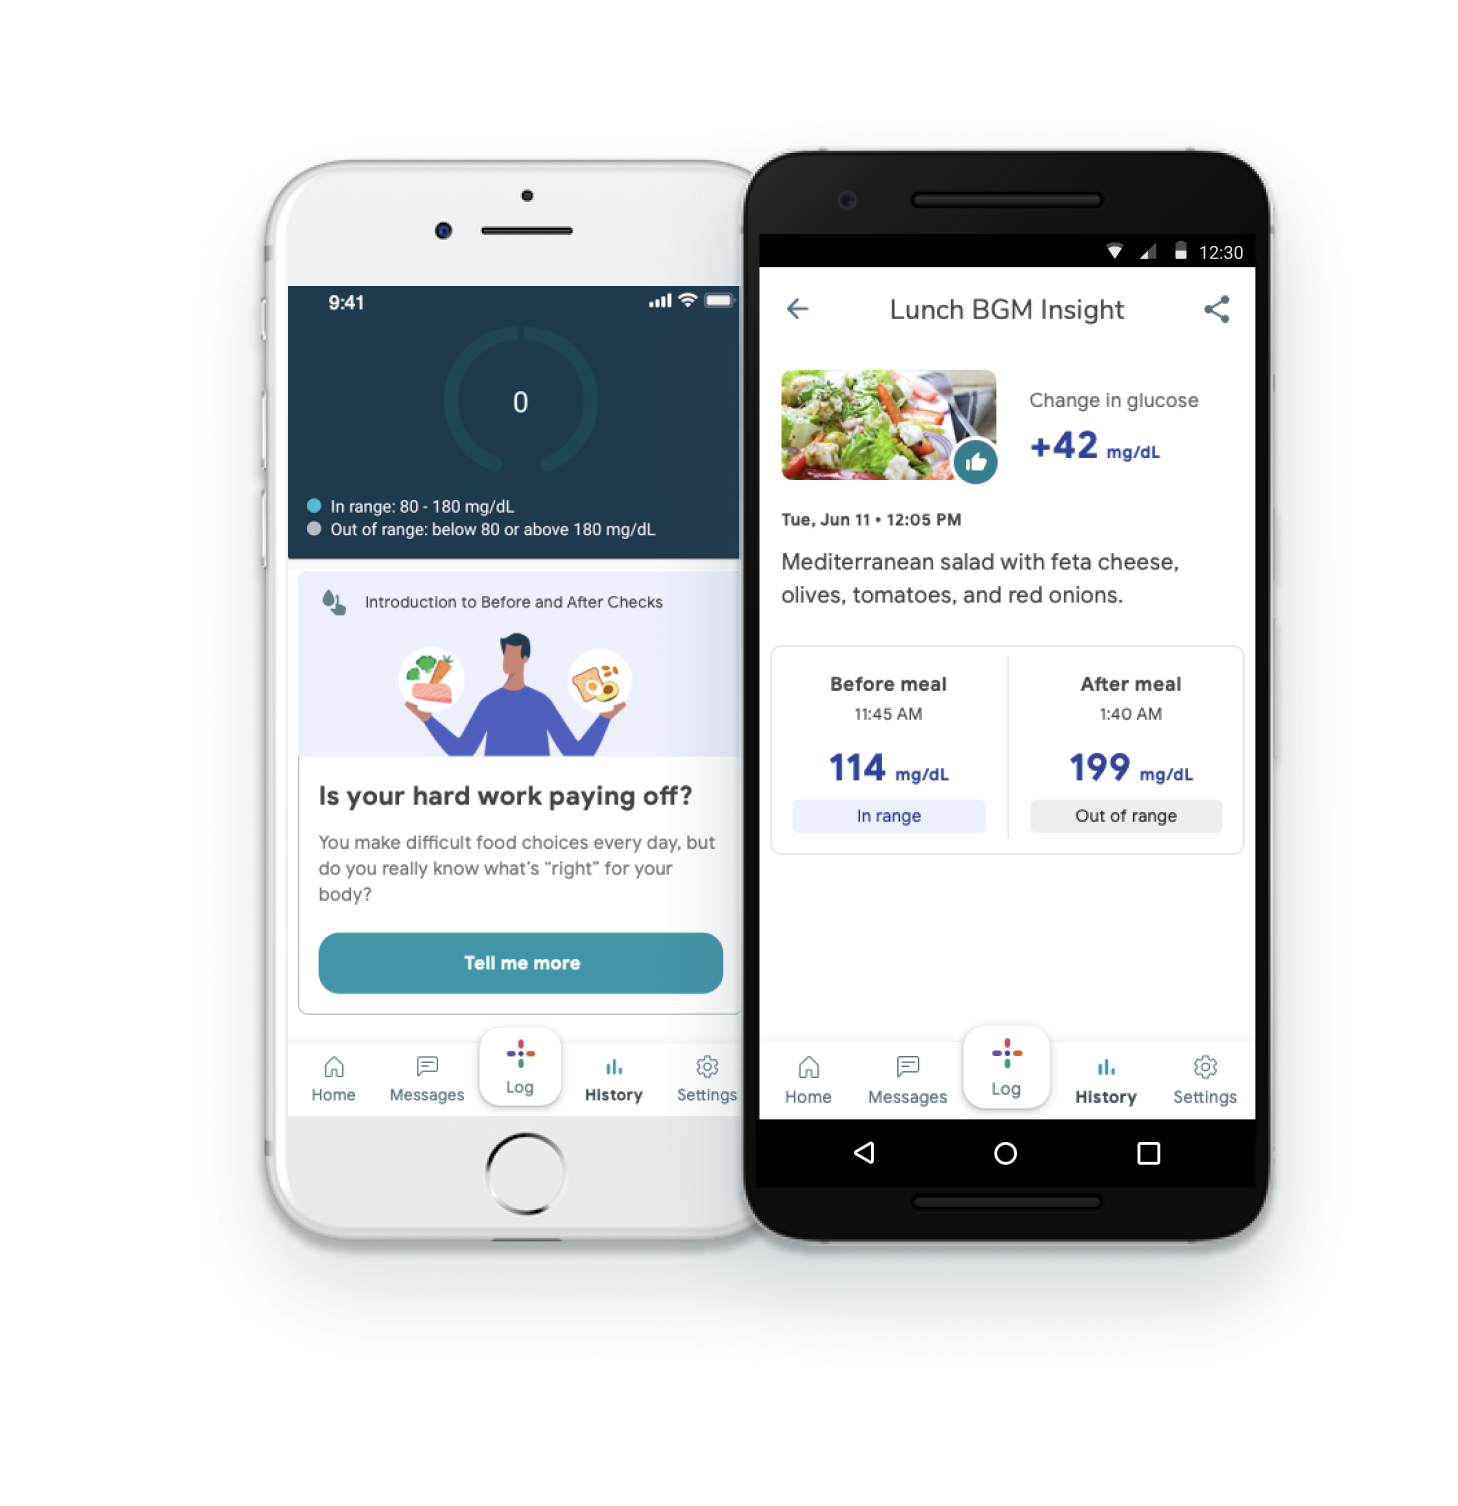 9:41
0
In range: 80 - 180 mg/dL
Out of range: below 80 or above 180 mg/dL
Introduction to Before and After Checks
Is your hard work paying off?
You make difficult food choices every day, but
do you really know what's “right” for your
body?
Tell me more
Home
Messages
Log
History
Settings
12:30
Lunch BGM Insight
Change in glucose
+42 mg/dL
Tue, Jun 11 • 12:05 PM
Mediterranean salad with feta cheese,
olives, tomatoes, and red onions.
Before meal
11:45 AM
114 mg/dL
In range
After meal
1:40 AM
199 mg/dL
Out of range
Home
Messages
Log
History
Settings